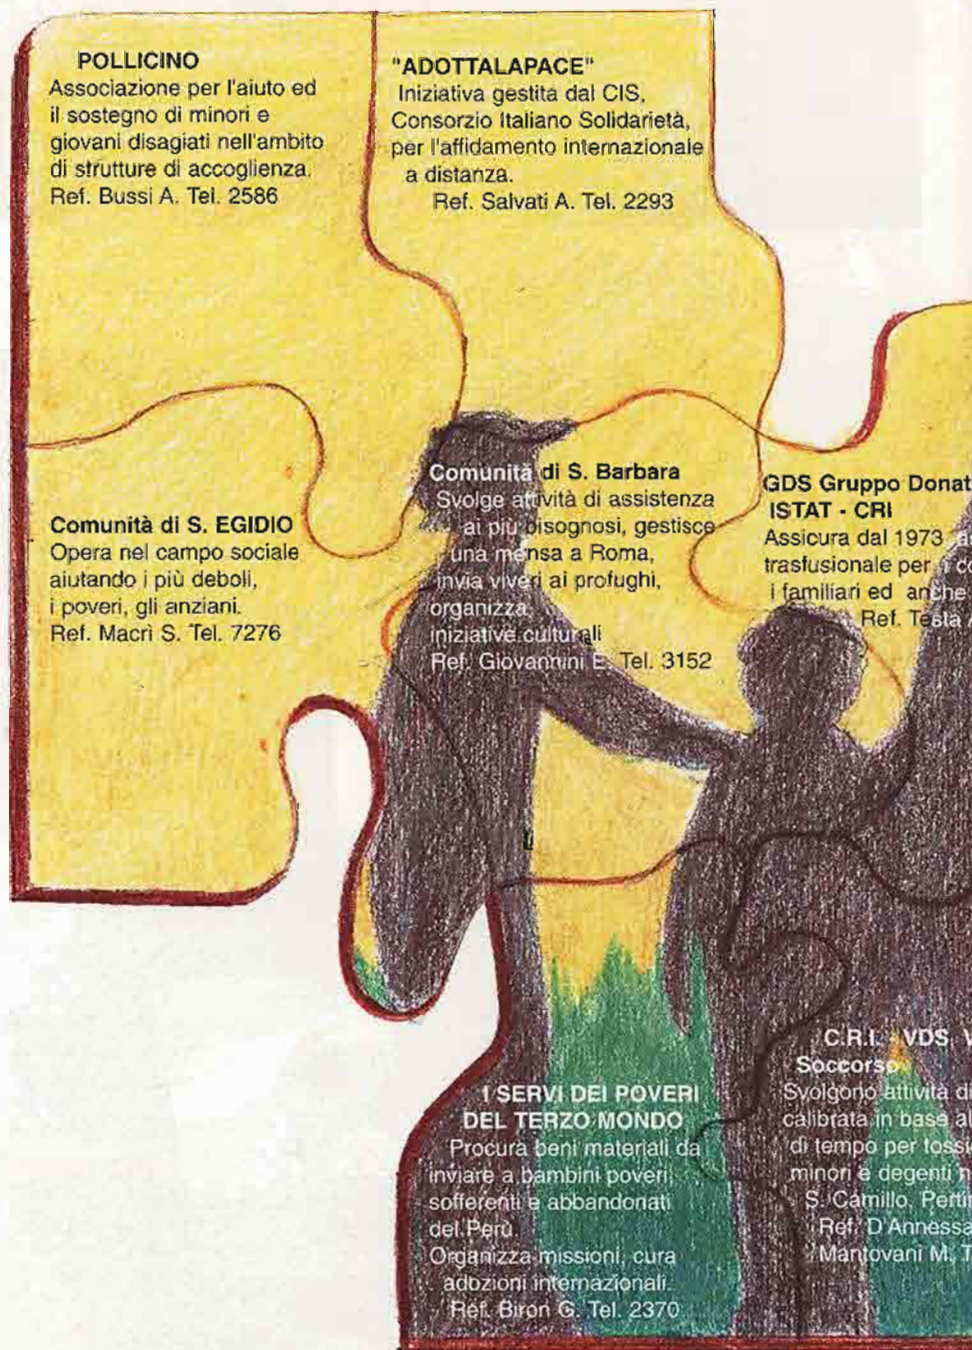 POLLICINO
Associazione per l'aiuto ed
il sostegno di minori e
giovani disagiati nell'ambito
di strutture di accoglienza.
Ref. Bussi A. Tel. 2586
"ADOTTALAPACE"
Iniziativa gestita dal CIS,
Consorzio Italiano Solidarietà,
per l'affidamento internazionale
a distanza.
Ref. Salvati A. Tel. 2293
Comunità di S. EGIDIO
Opera nel campo sociale
aiutando i più deboli,
i poveri, gli anziani.
Ref. Macrì S. Tel. 7276
Comunità di S. Barbara
Svolge attività di assistenza
ai più bisognosi, gestisce
una mensa a Roma,
invia viveri ai profughi,
organizza
iniziative culturali
Ref. Giovannini E. Tel. 3152
GDS Gruppo Donat
ISTAT - CRI
Assicura dal 1973
trasfusionale per i
i familiari ed anche
Ref. Testa
I SERVI DEI POVERI
DEL TERZO MONDO
Procura beni materiali da
inviare a bambini poveri,
sofferenti e abbandonati
del Perù.
Organizza missioni, cura
adozioni internazionali.
Ref. Biron G. Tel. 2370
C.R.I. - VDS V
Soccorso
Svolgono attività di
calibrata in base al
di tempo per tossi
minori e degenti
S. Camillo, Perti
Ref. D'Annessa
Mantovani M. T